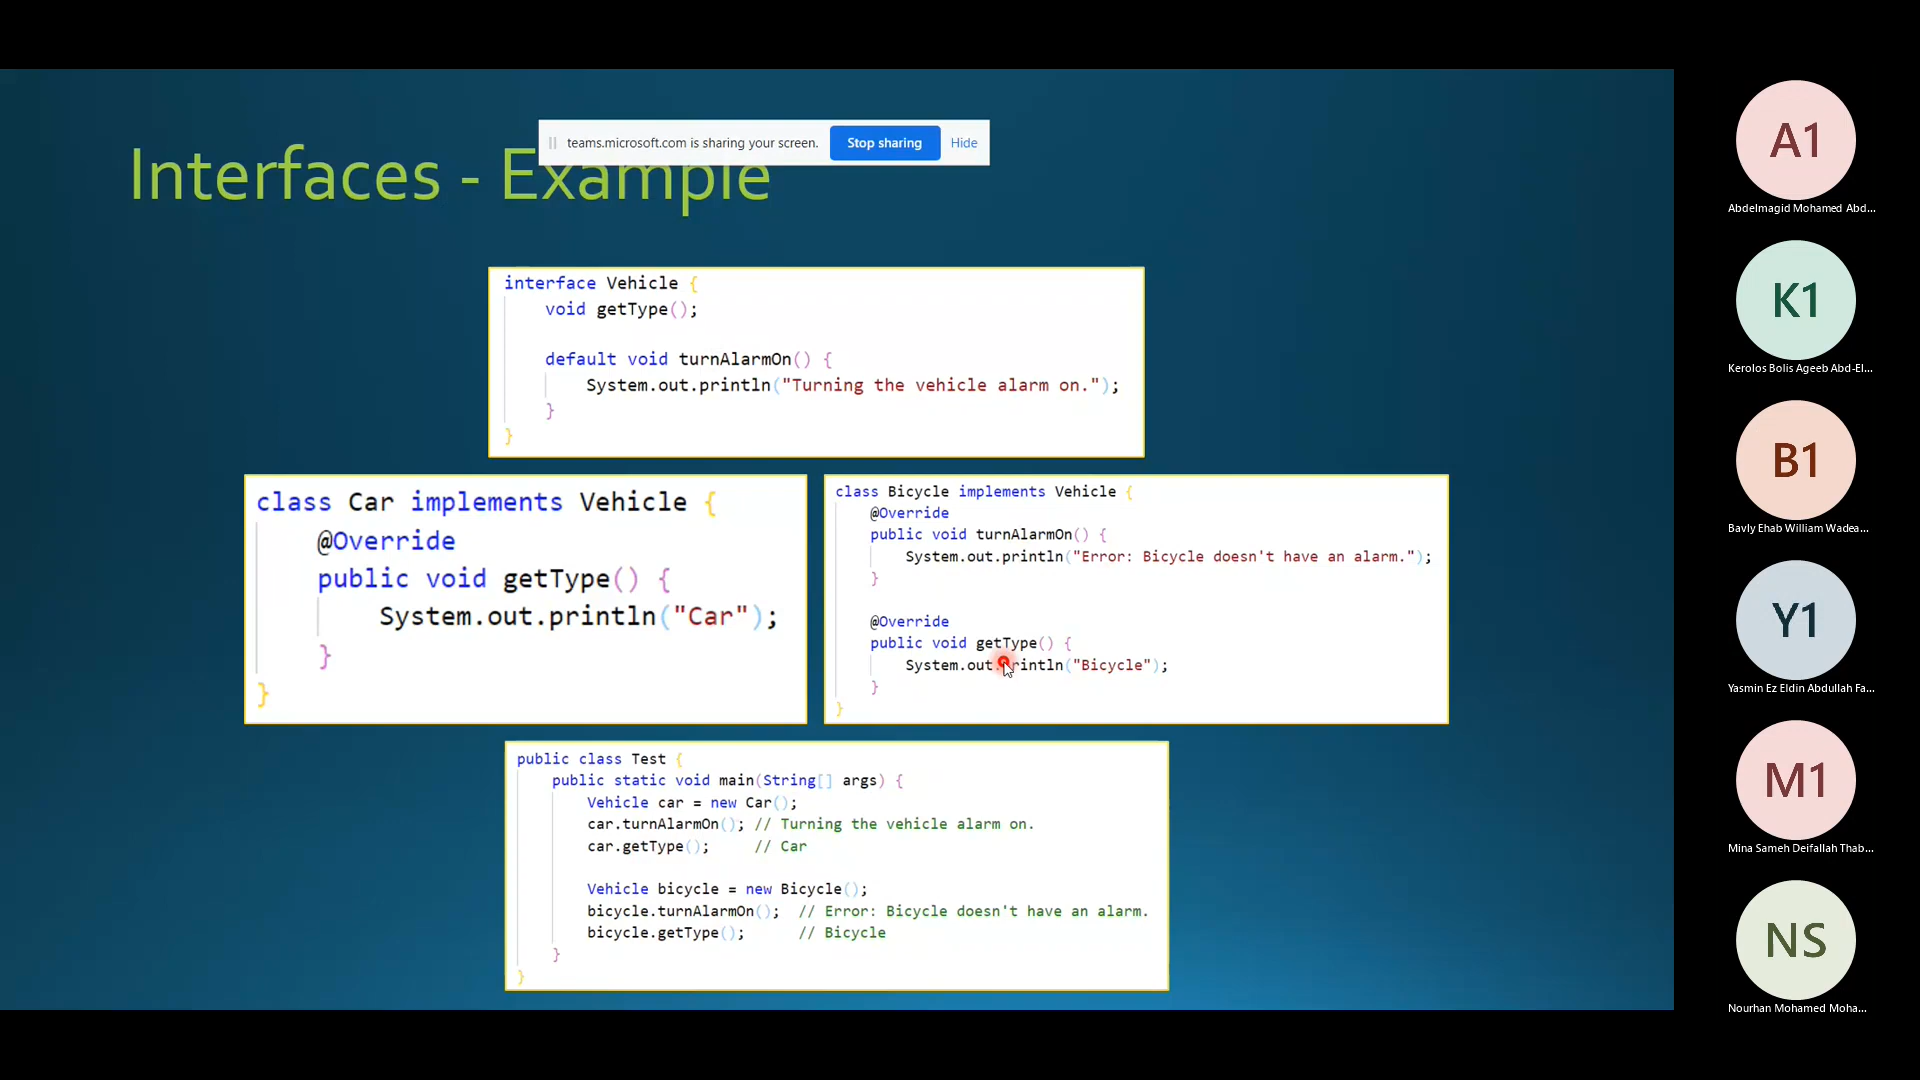 teams.microsoft.com is sharing your screen. Stop sharing Hide
Interfaces - Example
interface Vehicle {
void getType();
default void turnAlarmOn() {
System.out.println("Turning the vehicle alarm on.");
}
}
class Car implements Vehicle {
@Override
public void getType() {
System.out.println("Car");
}
}
class Bicycle implements Vehicle {
@Override
public void turnAlarmOn() {
System.out.println("Error: Bicycle doesn't have an alarm.");
}
@Override
public void getType() {
System.out.println("Bicycle");
}
}
public class Test {
public static void main(String[] args) {
Vehicle car = new Car();
car.turnAlarmOn(); // Turning the vehicle alarm on.
car.getType(); // Car
Vehicle bicycle = new Bicycle();
bicycle.turnAlarmOn(); // Error: Bicycle doesn't have an alarm.
bicycle.getType(); // Bicycle
}
}
A1
Abdelmagid Mohamed Abd...
K1
Kerolos Bolis Ageeb Abd-El...
B1
Bavly Ehab William Wadea...
Y1
Yasmin Ez Eldin Abdullah Fa...
M1
Mina Sameh Deifallah Thab...
NS
Nourhan Mohamed Moha...